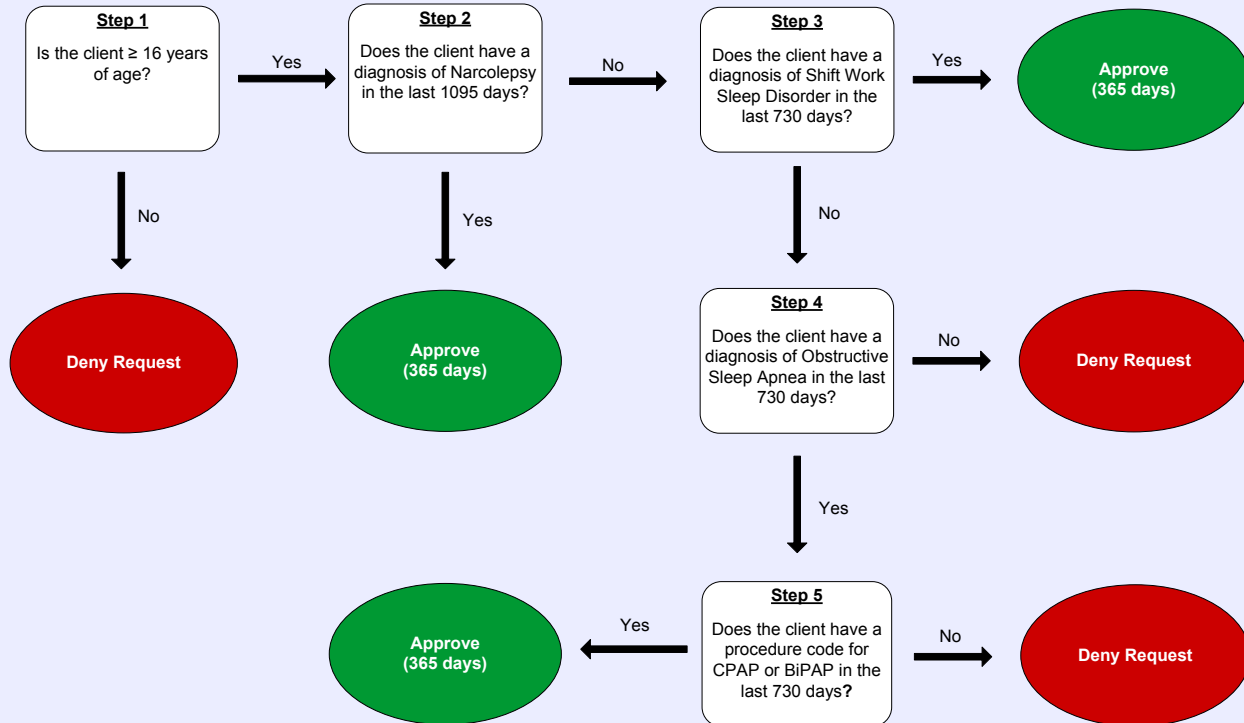 Step 1
Is the client ≥ 16 years
of age?
Yes
Step 2
Does the client have a
diagnosis of Narcolepsy
in the last 1095 days?
No
Step 3
Does the client have a
diagnosis of Shift Work
Sleep Disorder in the
last 730 days?
Yes
Approve
(365 days)
No
Yes
No
Deny Request
Approve
(365 days)
Step 4
Does the client have a
diagnosis of Obstructive
Sleep Apnea in the last
730 days?
No
Deny Request
Yes
Approve
(365 days)
Yes
Step 5
Does the client have a
procedure code for
CPAP or BiPAP in the
last 730 days?
No
Deny Request